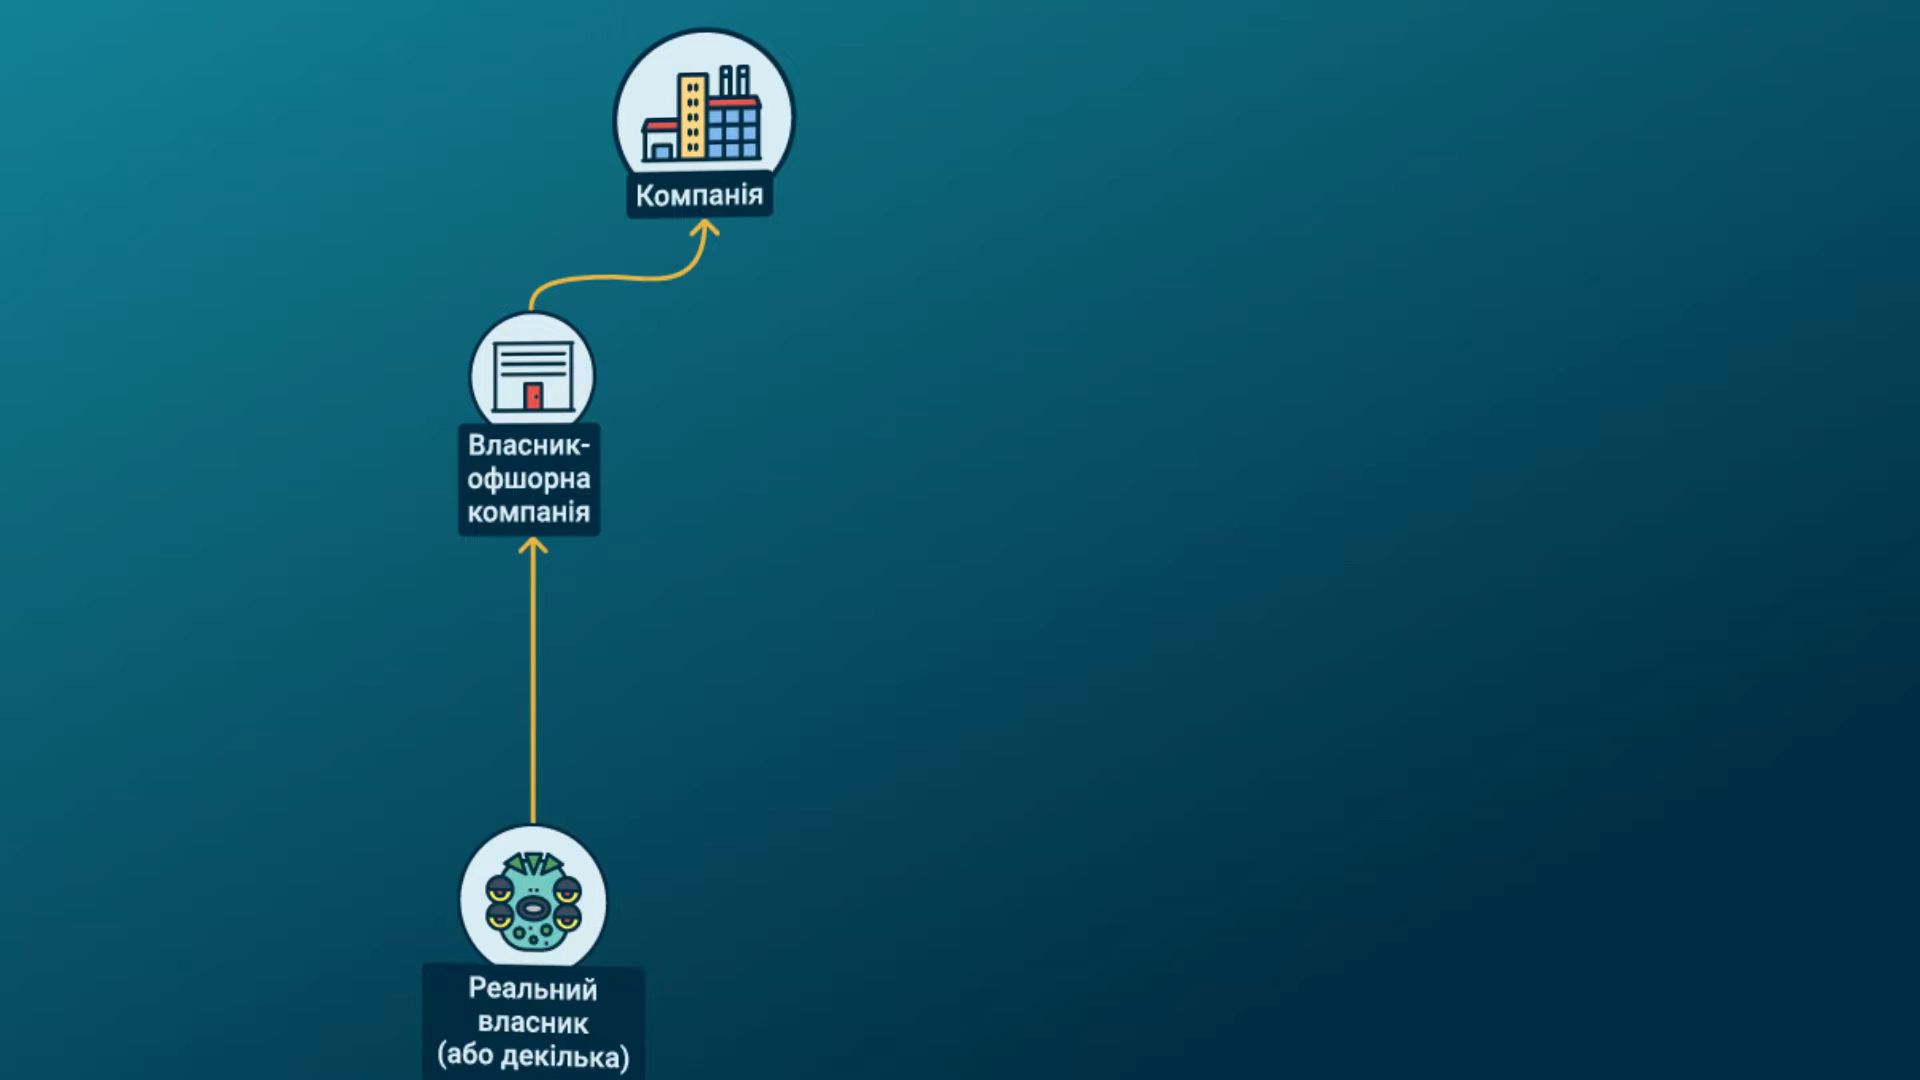 Компанія
Власник-
офшорна
компанія
Реальний
власник
(або декілька)